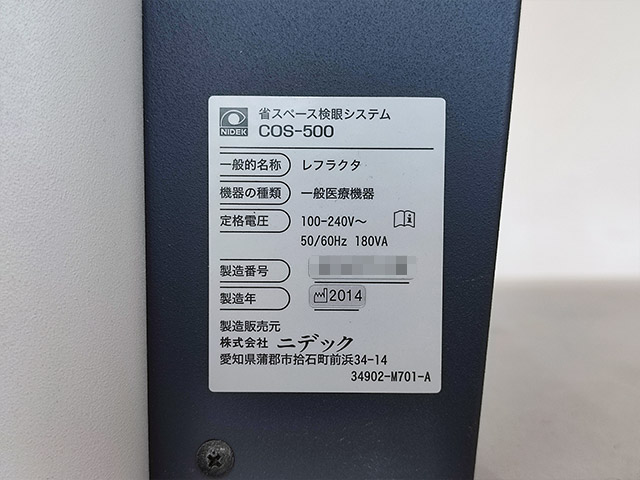 NIDEK
省スペース検眼システム
COS-500
一般的名称 レフラクタ
機器の種類 一般医療機器
定格電圧 100-240V～
50/60Hz 180VA
製造番号
製造年 2014
製造販売元
株式会社 ニデック
愛知県蒲郡市拾石町前浜34-14
34902-M701-A